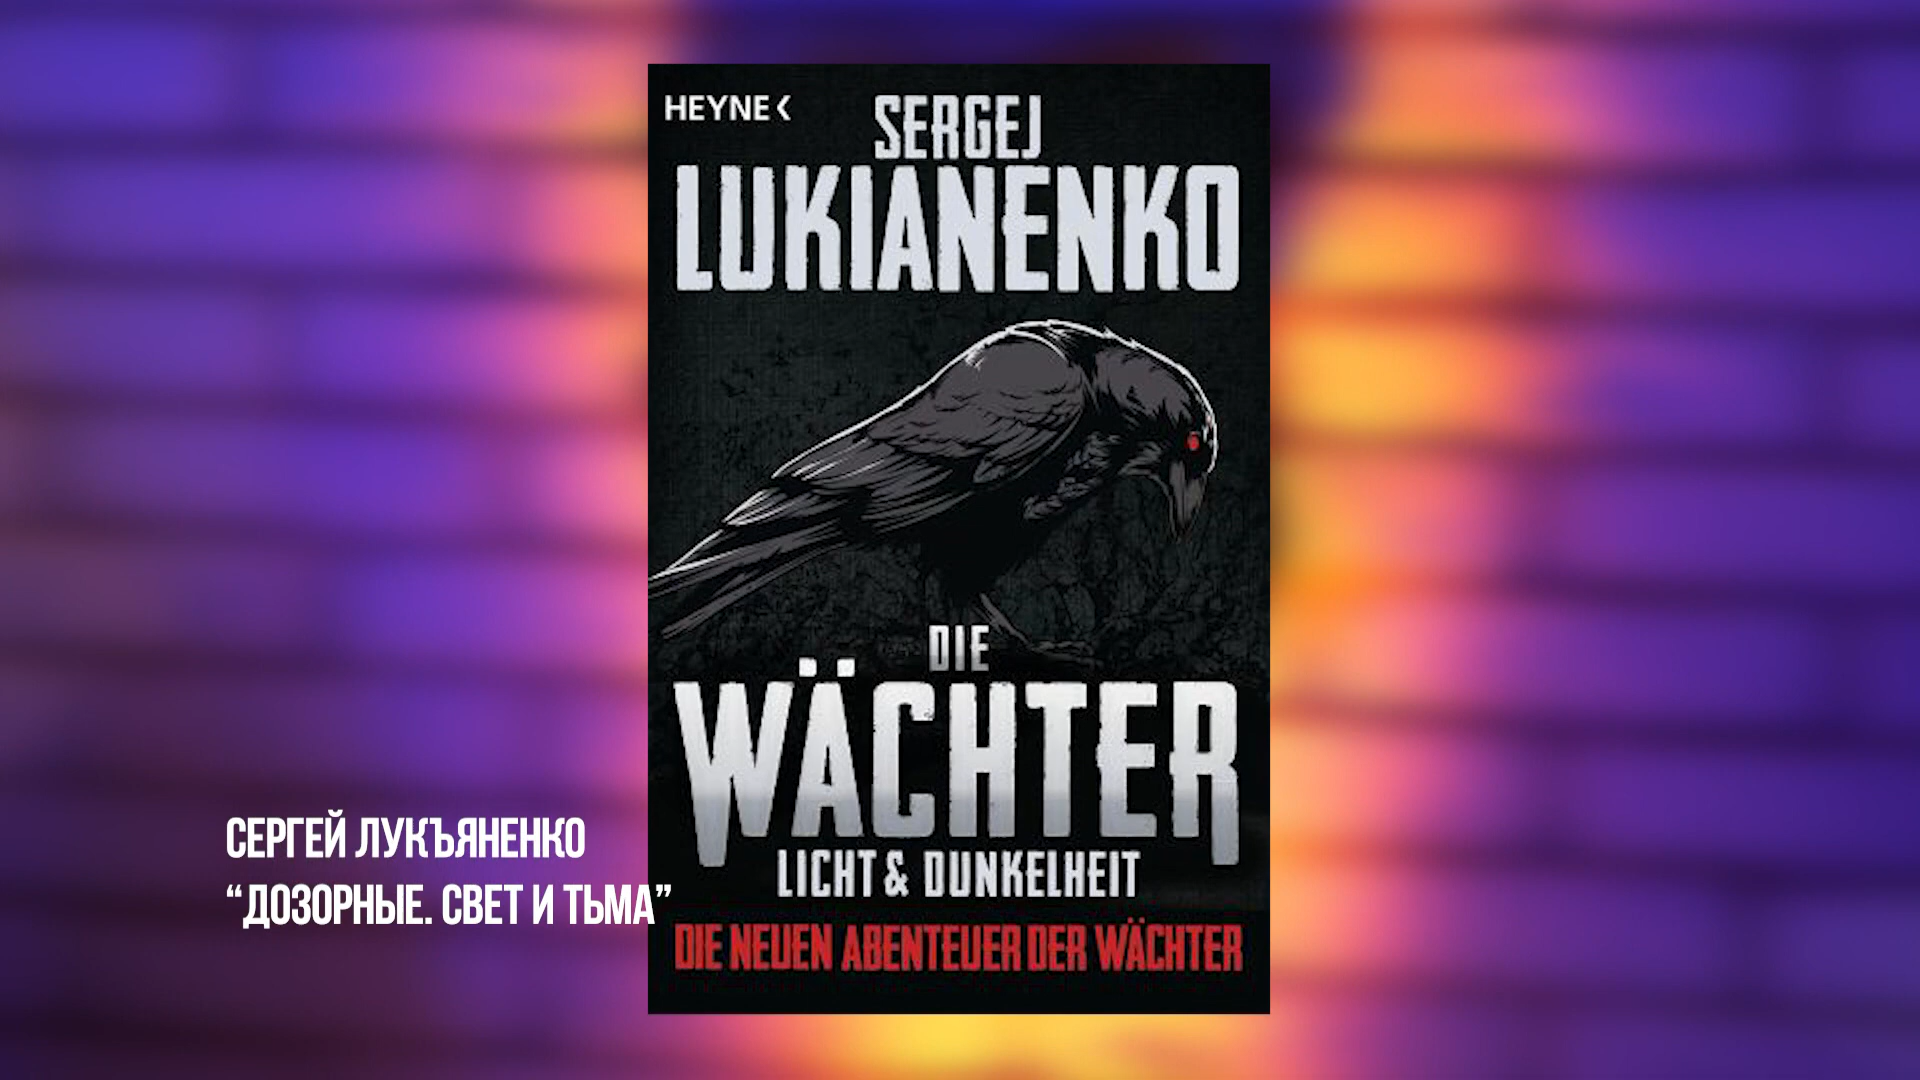 HEYNE<
SERGEJ
LUKIANENKO
DIE
WÄCHTER
LICHT & DUNKELHEIT
DIE NEUEN ABENTEUER DER WÄCHTER
СЕРГЕЙ ЛУКЪЯНЕНКО
“ДОЗОРНЫЕ. СВЕТ И ТЬМА”